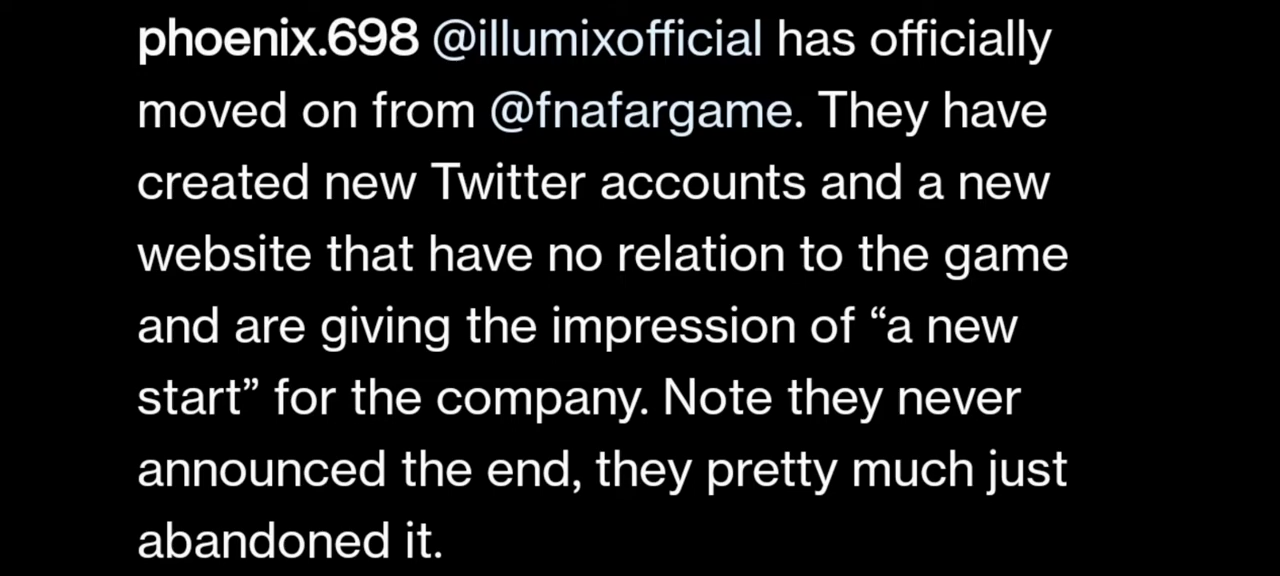 phoenix.698 @illumixofficial has officially
moved on from @fnafargame. They have
created new Twitter accounts and a new
website that have no relation to the game
and are giving the impression of “a new
start” for the company. Note they never
announced the end, they pretty much just
abandoned it.